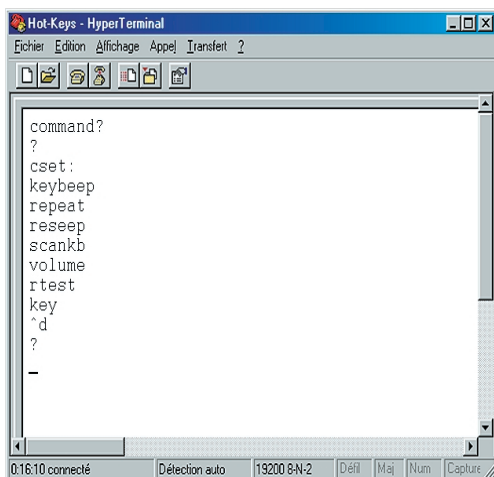 Hot-Keys - HyperTerminal
Fichier Edition Affichage Appel Transfert ?
command?
?
cset:
keybeep
repeat
reseep
scankb
volume
rtest
key
^d
?
_
0:16:10 connecté Détection auto 19200 8-N-2 Défil Maj Num Capture